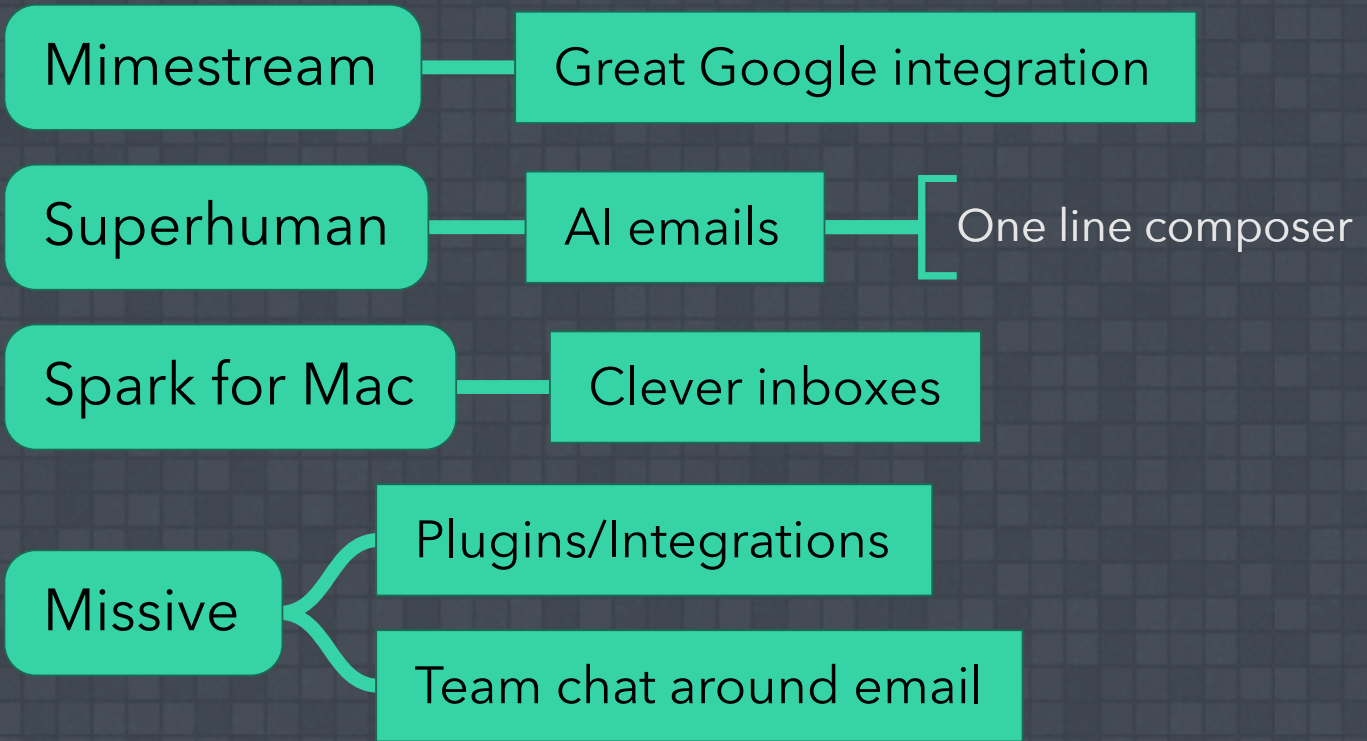 Mimestream
Great Google integration
Superhuman
AI emails
One line composer
Spark for Mac
Clever inboxes
Missive
Plugins/Integrations
Team chat around email